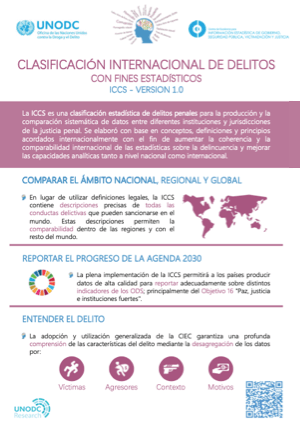 UNODC
Oficina de las Naciones Unidas
contra la Droga y el Delito
CLASIFICACIÓN INTERNACIONAL DE DELITOS
CON FINES ESTADÍSTICOS
ICCS – VERSION 1.0
La ICCS es una clasificación estadística de delitos penales para la producción y la
comparación sistemática de datos entre diferentes instituciones y jurisdicciones
de la justicia penal. Se elaboró con base en conceptos, definiciones y principios
acordados internacionalmente con el fin de aumentar la coherencia y la
comparabilidad internacional de las estadísticas sobre la delincuencia y mejorar
las capacidades analíticas tanto a nivel nacional como internacional.
COMPARAR EL ÁMBITO NACIONAL, REGIONAL Y GLOBAL
En lugar de utilizar definiciones legales, la ICCS
contiene descripciones precisas de todas las
conductas delictivas que pueden sancionarse en el
mundo. Estas descripciones permiten la
comparabilidad dentro de las regiones y con el
resto del mundo.
REPORTAR EL PROGRESO DE LA AGENDA 2030
La plena implementación de la ICCS permitirá a los países producir
datos de alta calidad para reportar adecuadamente sobre distintos
indicadores de los ODS; principalmente del Objetivo 16 "Paz, justicia
e instituciones fuertes".
ENTENDER EL DELITO
La adopción y utilización generalizada de la CIEC garantiza una profunda
comprensión de las características del delito mediante la desagregación de los datos
por:
Víctimas
Agresores
Contexto
Motivos
UNODC
Research